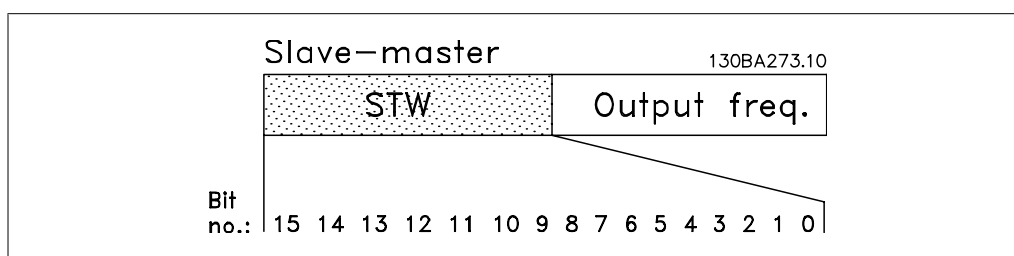 Slave-master
130BA273.10
STW
Output freq.
Bit
no.: 15 14 13 12 11 10 9 8 7 6 5 4 3 2 1 0